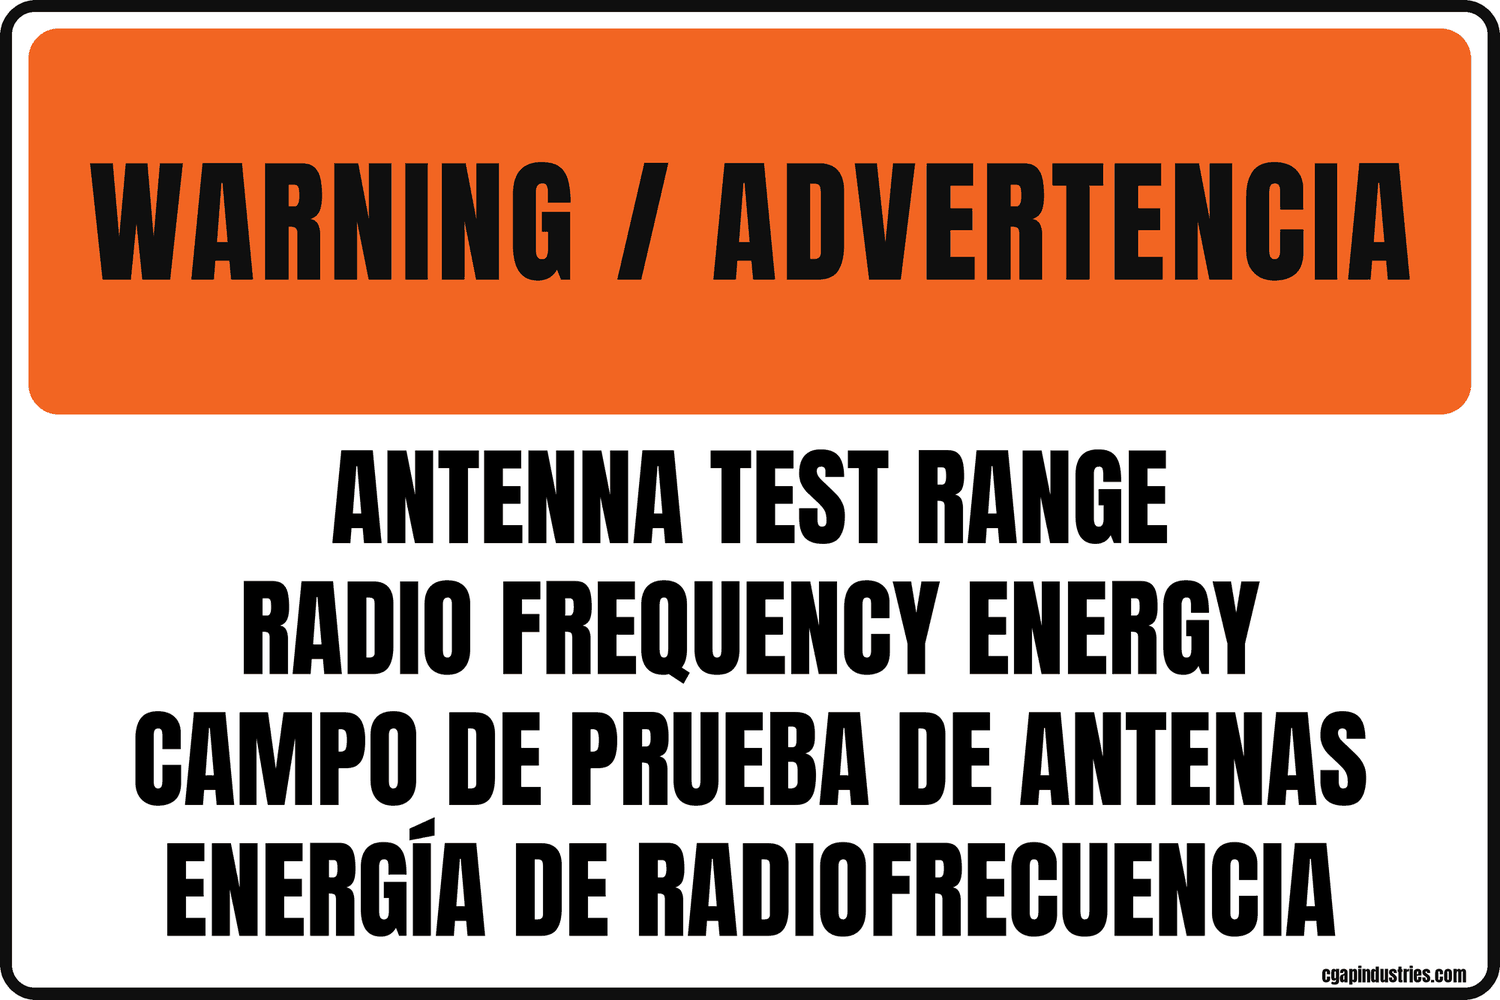 WARNING / ADVERTENCIA
ANTENNA TEST RANGE
RADIO FREQUENCY ENERGY
CAMPO DE PRUEBA DE ANTENAS
ENERGÍA DE RADIOFRECUENCIA
cgapindustries.com